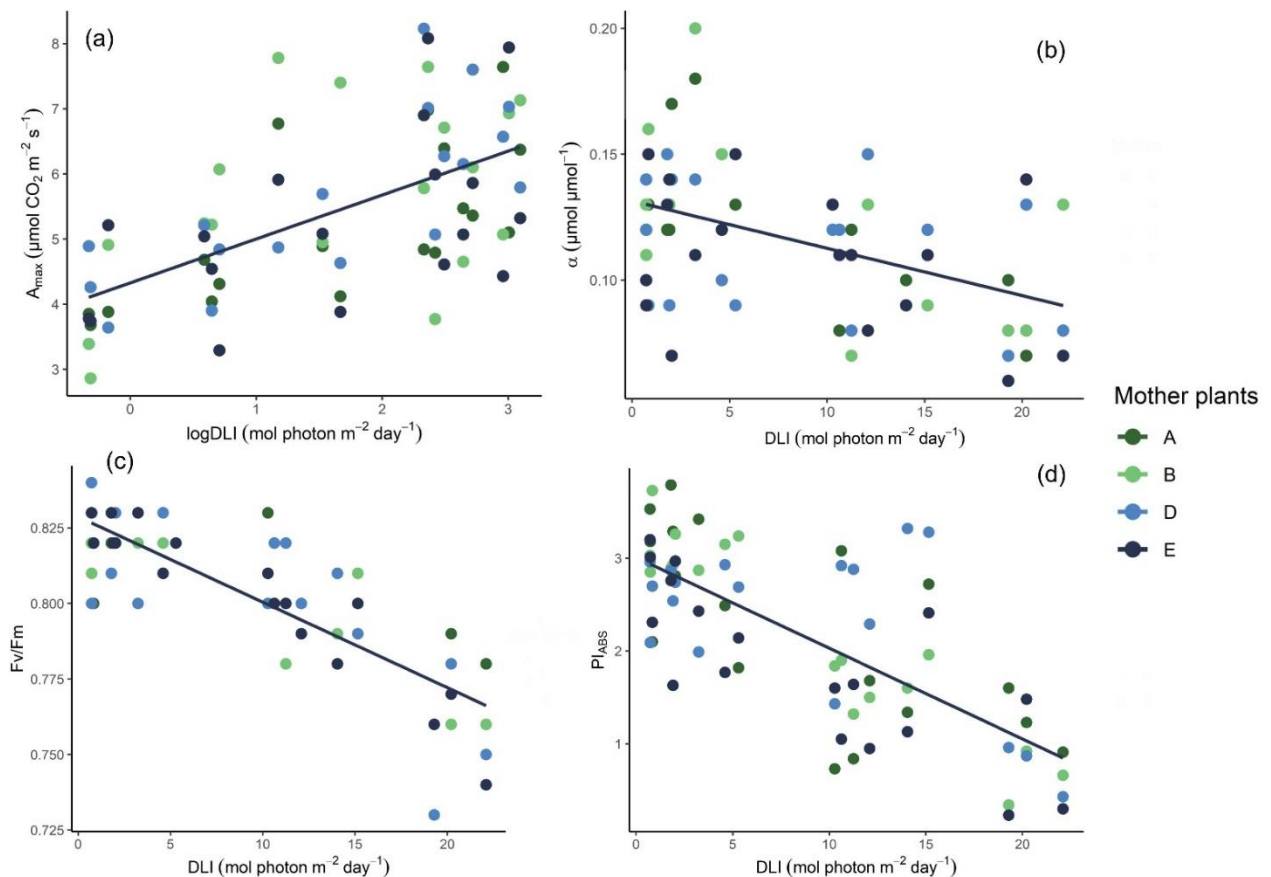 (a)
8
7
6
5
4
3
A_max (μmol CO₂ m⁻² s⁻¹)
0 1 2 3
logDLI (mol photon m⁻² day⁻¹)
(b)
0.20
0.15
0.10
α (μmol μmol⁻¹)
0 5 10 15 20
DLI (mol photon m⁻² day⁻¹)
(c)
0.825
0.800
0.775
0.750
0.725
Fv/Fm
0 5 10 15 20
DLI (mol photon m⁻² day⁻¹)
(d)
3
2
1
PI_ABS
0 5 10 15 20
DLI (mol photon m⁻² day⁻¹)
Mother plants
A
B
D
E